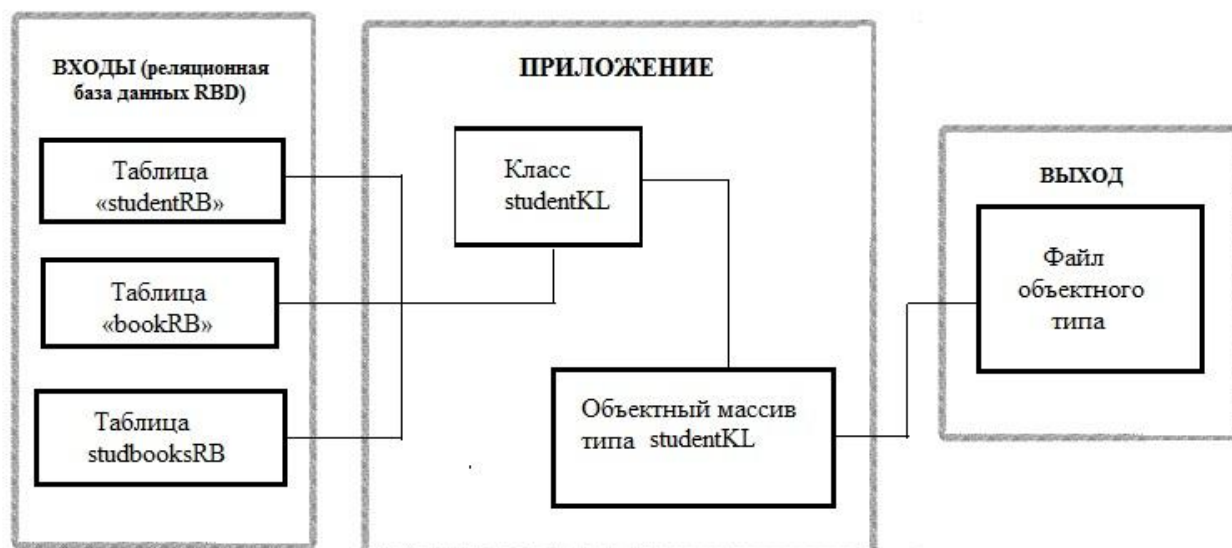 ВХОДЫ (реляционная
база данных RBD)
Таблица
«studentRB»
Таблица
«bookRB»
Таблица
studbooksRB
ПРИЛОЖЕНИЕ
Класс
studentKL
Объектный массив
типа studentKL
ВЫХОД
Файл
объектного
типа